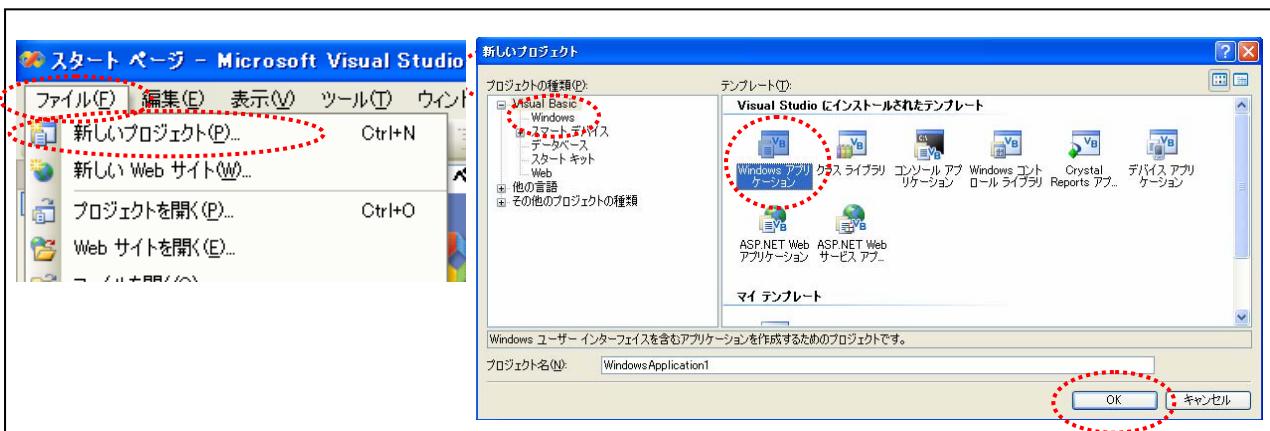 スタート ページ - Microsoft Visual Studio
ファイル(F) 編集(E) 表示(V) ツール(T) ウィンド
新しいプロジェクト(P)... Ctrl+N
新しい Web サイト(W)...
プロジェクトを開く(P)... Ctrl+O
Web サイトを開く(E)...
新しいプロジェクト
プロジェクトの種類(P):
Visual Basic
Windows
スマート デバイス
データベース
スタート キット
Web
他の言語
その他のプロジェクトの種類
テンプレート(T):
Visual Studio にインストールされたテンプレート
Windows アプリ
ケーション
クラス ライブラリ
コンソール アプ
リケーション
Windows コント
ロール ライブラリ
Crystal
Reports アプ...
デバイス アプリ
ケーション
ASP.NET Web
アプリケーション
ASP.NET Web
サービス アプ...
マイ テンプレート
Windows ユーザー インターフェイスを含むアプリケーションを作成するためのプロジェクトです。
プロジェクト名(N): WindowsApplication1
OK キャンセル